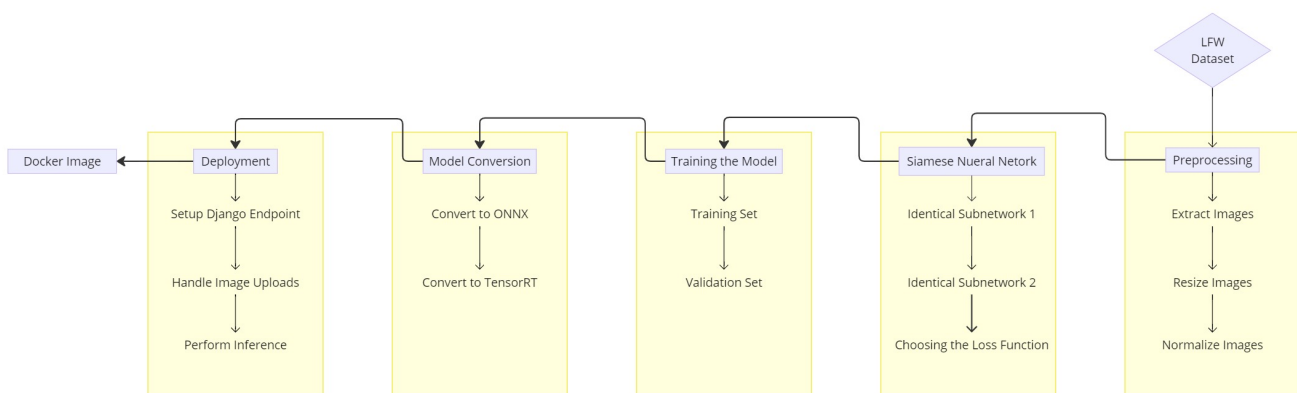 LFW
Dataset
Docker Image
Deployment
Model Conversion
Training the Model
Siamese Nueral Netork
Preprocessing
Setup Django Endpoint
Convert to ONNX
Training Set
Identical Subnetwork 1
Extract Images
Handle Image Uploads
Convert to TensorRT
Validation Set
Identical Subnetwork 2
Resize Images
Perform Inference
Choosing the Loss Function
Normalize Images